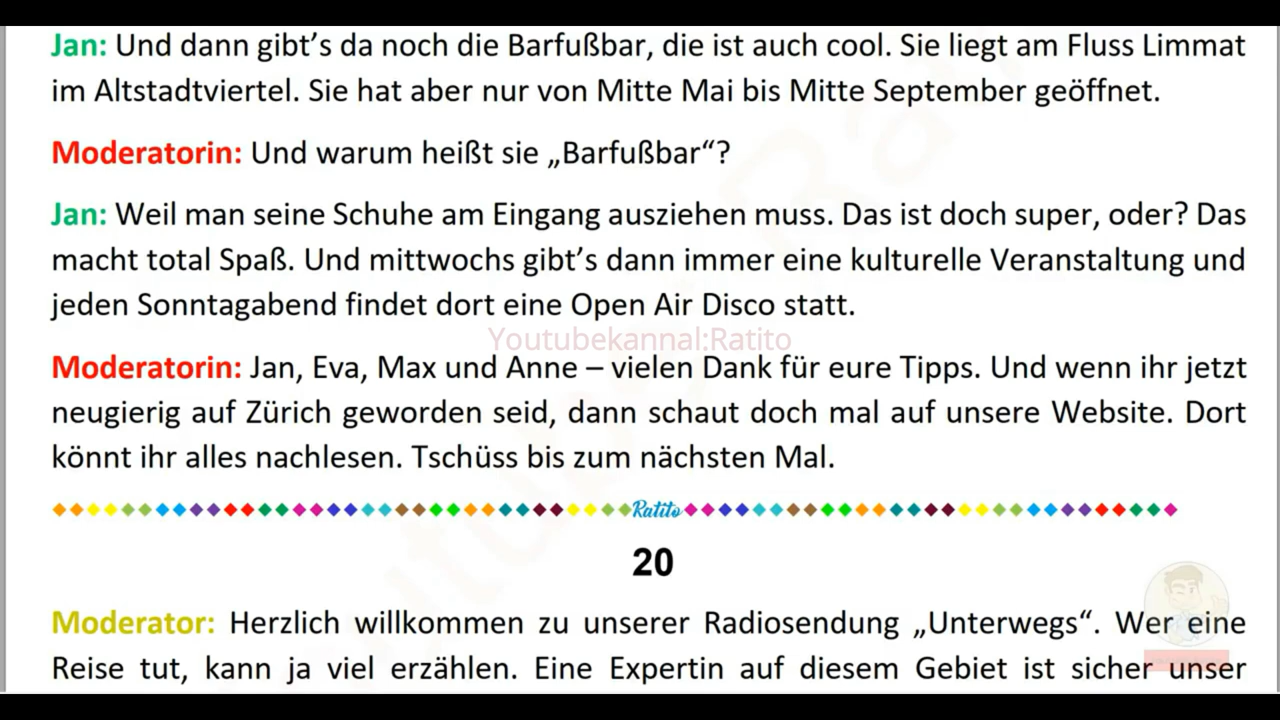 Jan: Und dann gibt’s da noch die Barfußbar, die ist auch cool. Sie liegt am Fluss Limmat
im Altstadtviertel. Sie hat aber nur von Mitte Mai bis Mitte September geöffnet.
Moderatorin: Und warum heißt sie „Barfußbar“?
Jan: Weil man seine Schuhe am Eingang ausziehen muss. Das ist doch super, oder? Das
macht total Spaß. Und mittwochs gibt’s dann immer eine kulturelle Veranstaltung und
jeden Sonntagabend findet dort eine Open Air Disco statt.
Youtubekannal:Ratito
Moderatorin: Jan, Eva, Max und Anne – vielen Dank für eure Tipps. Und wenn ihr jetzt
neugierig auf Zürich geworden seid, dann schaut doch mal auf unsere Website. Dort
könnt ihr alles nachlesen. Tschüss bis zum nächsten Mal.
Ratito
20
Moderator: Herzlich willkommen zu unserer Radiosendung „Unterwegs“. Wer eine
Reise tut, kann ja viel erzählen. Eine Expertin auf diesem Gebiet ist sicher unser